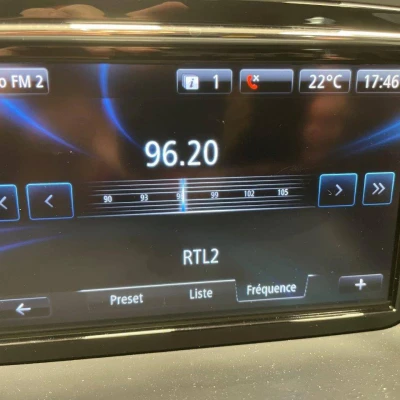 o FM 2 1 22°C 17:46
96.20
90 93 99 102 105
RTL2
Preset Liste Fréquence +